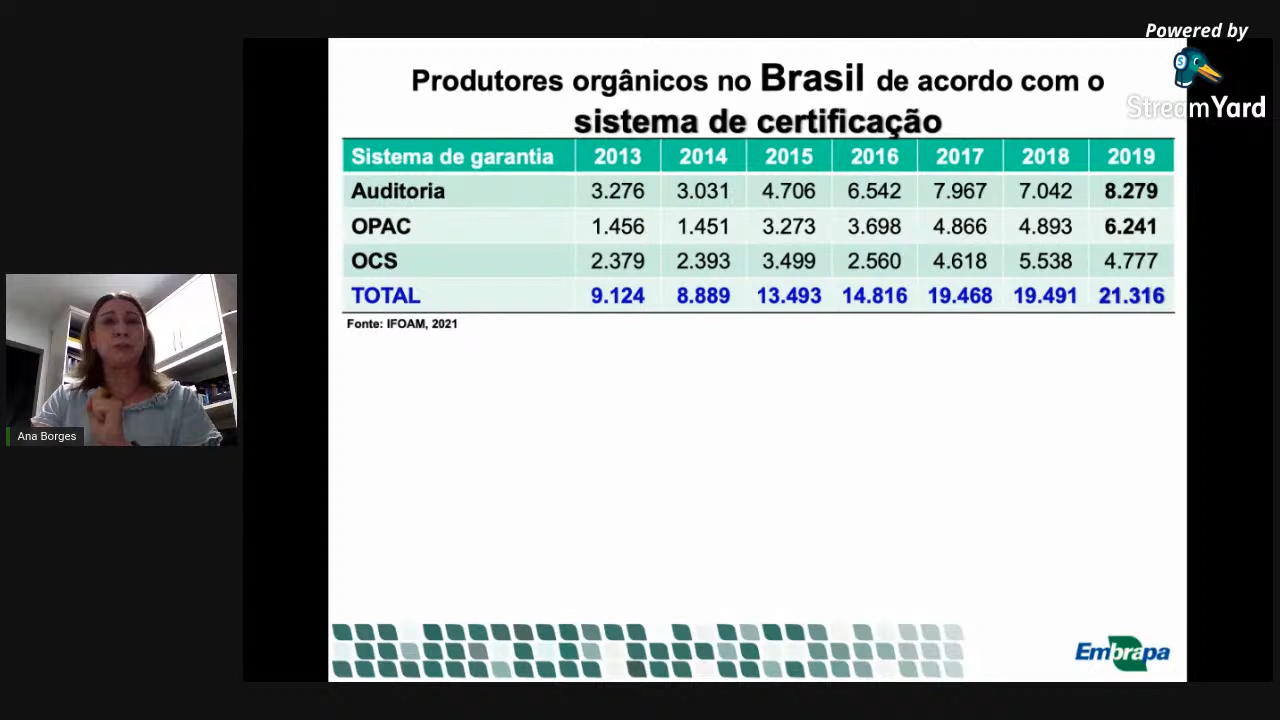 Powered by
StreamYard
Produtores orgânicos no Brasil de acordo com o
sistema de certificação
Sistema de garantia 2013 2014 2015 2016 2017 2018 2019
Auditoria 3.276 3.031 4.706 6.542 7.967 7.042 8.279
OPAC 1.456 1.451 3.273 3.698 4.866 4.893 6.241
OCS 2.379 2.393 3.499 2.560 4.618 5.538 4.777
TOTAL 9.124 8.889 13.493 14.816 19.468 19.491 21.316
Fonte: IFOAM, 2021
Ana Borges
Embrapa